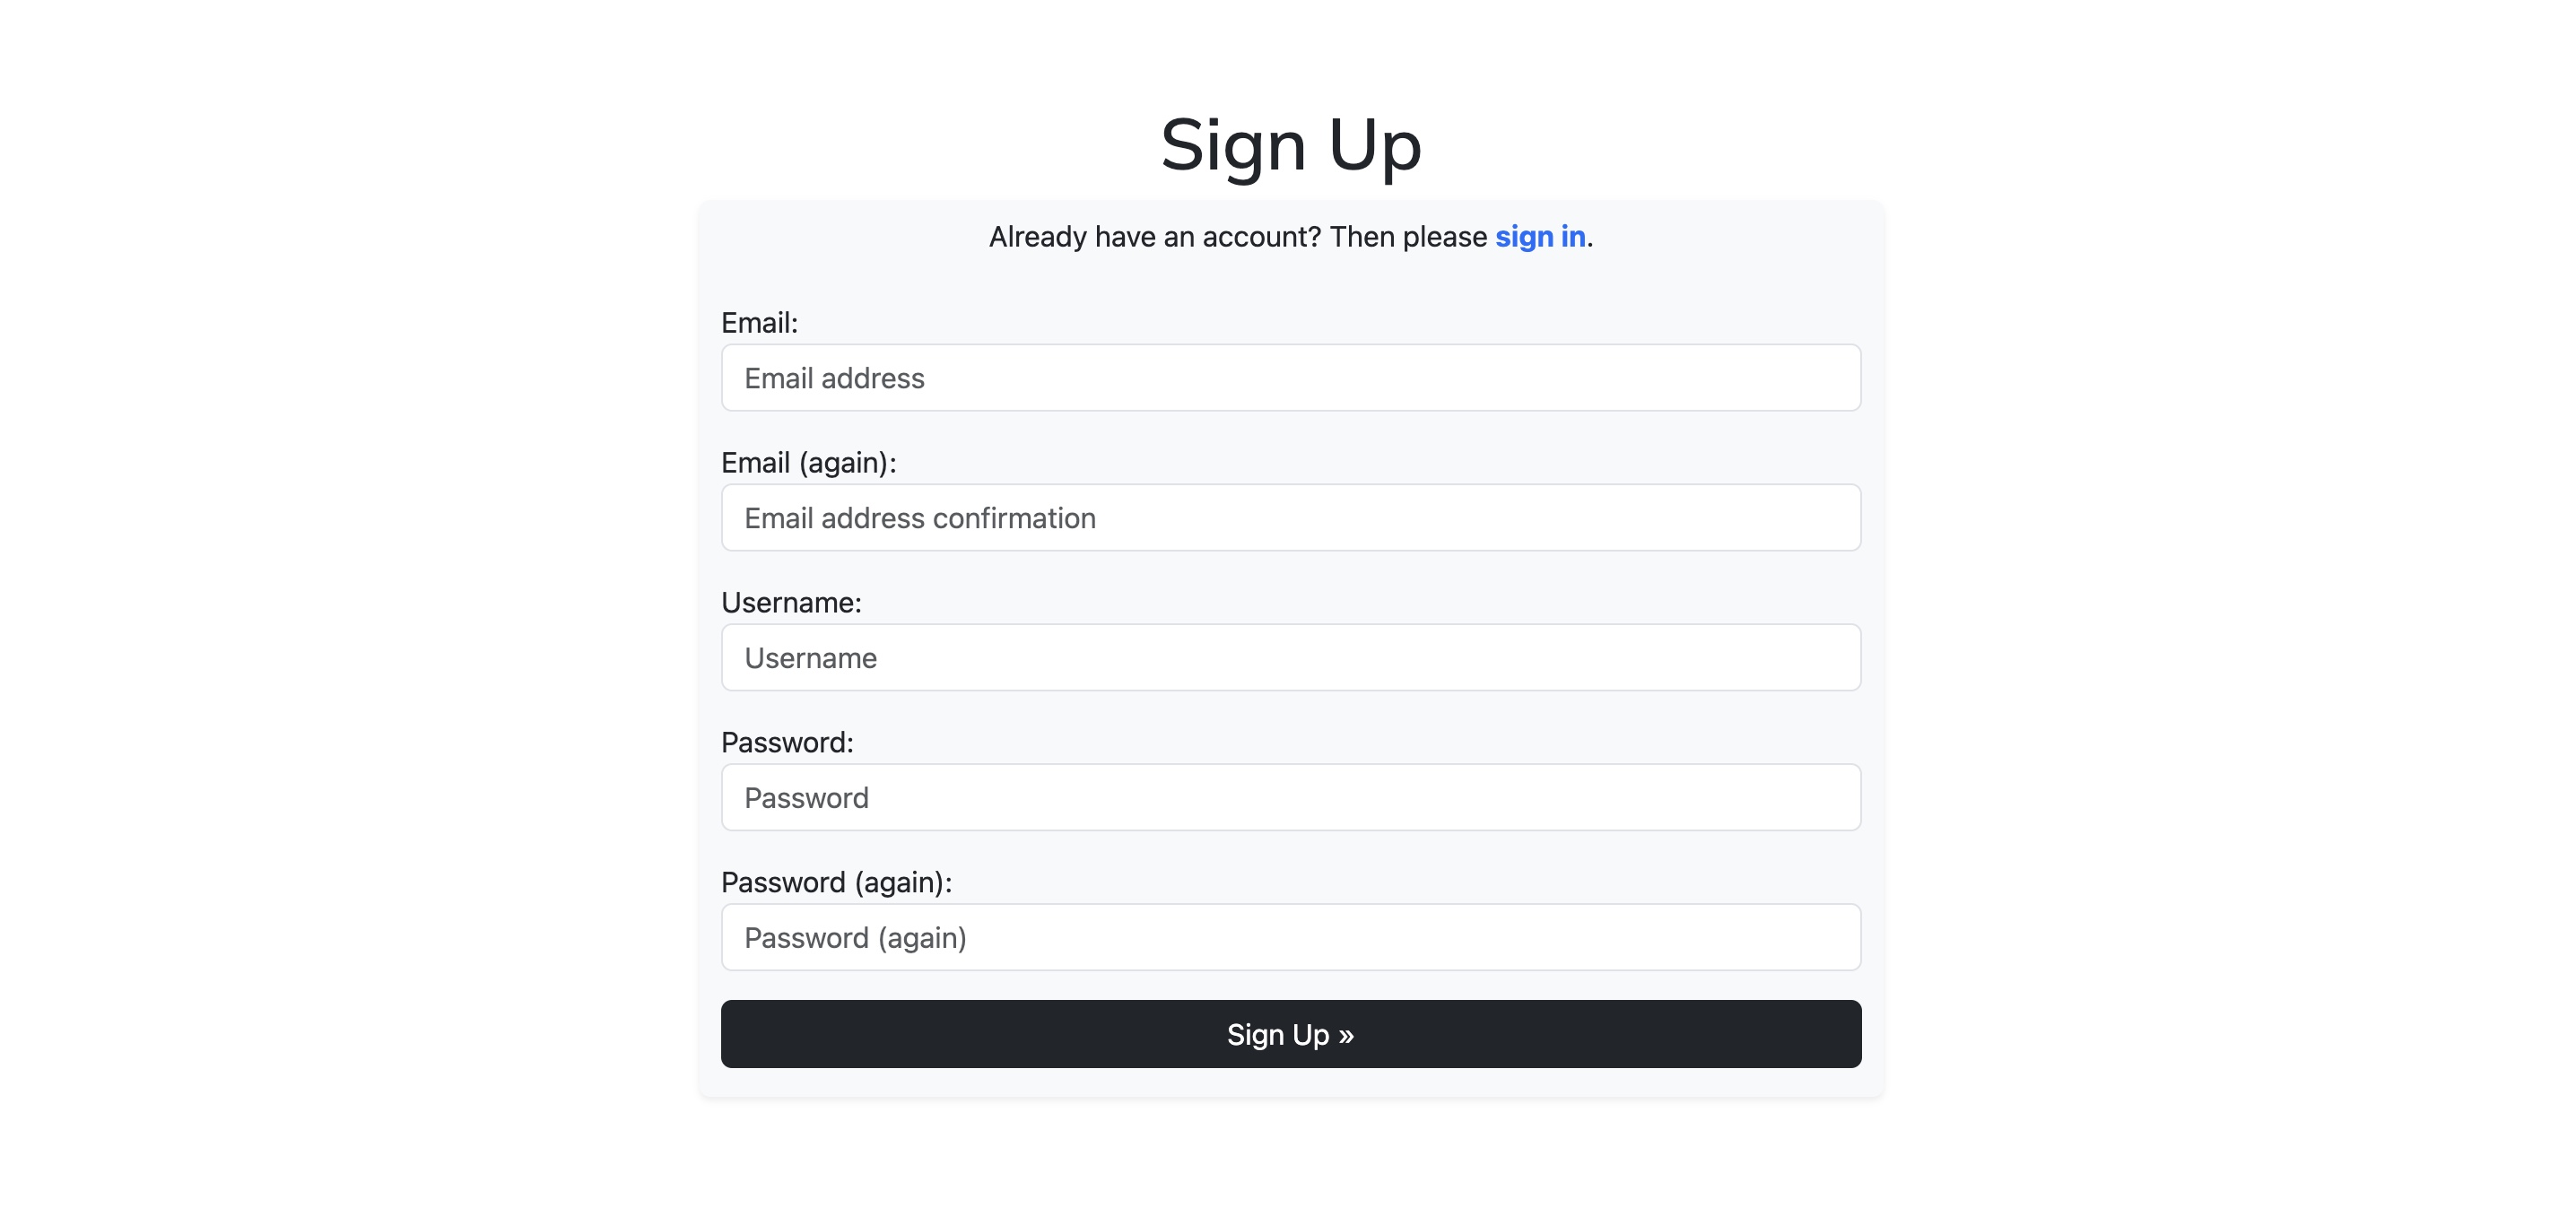 Sign Up
Already have an account? Then please sign in.
Email:
Email address
Email (again):
Email address confirmation
Username:
Username
Password:
Password
Password (again):
Password (again)
Sign Up »